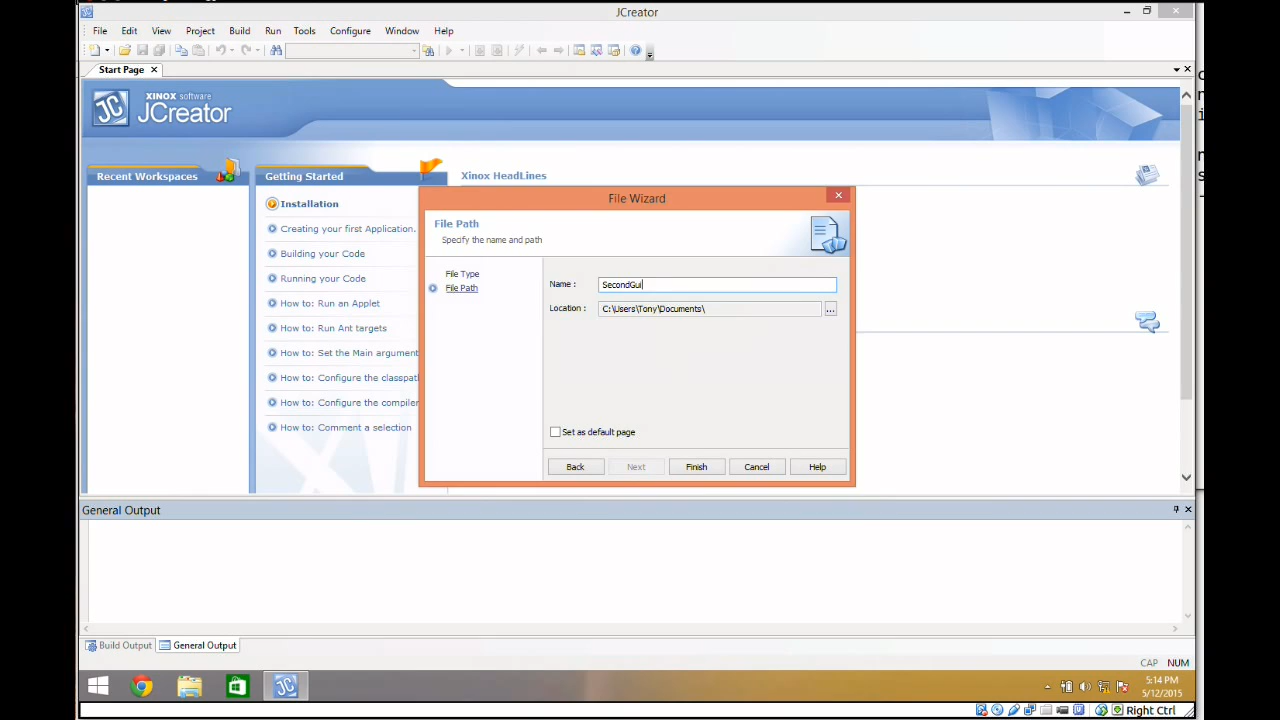 JCreator
File Edit View Project Build Run Tools Configure Window Help
Start Page
XINOX software
JCreator
Recent Workspaces
Getting Started
Xinox HeadLines
Installation
Creating your first Application.
Building your Code
Running your Code
How to: Run an Applet
How to: Run Ant targets
How to: Set the Main argument
How to: Configure the classpat
How to: Configure the compiler
How to: Comment a selection
File Wizard
File Path
Specify the name and path
File Type
File Path
Name :
SecondGui
Location :
C:\Users\Tony\Documents\
...
Set as default page
Back Next Finish Cancel Help
General Output
Build Output General Output
CAP NUM
5:14 PM
5/12/2015
Right Ctrl